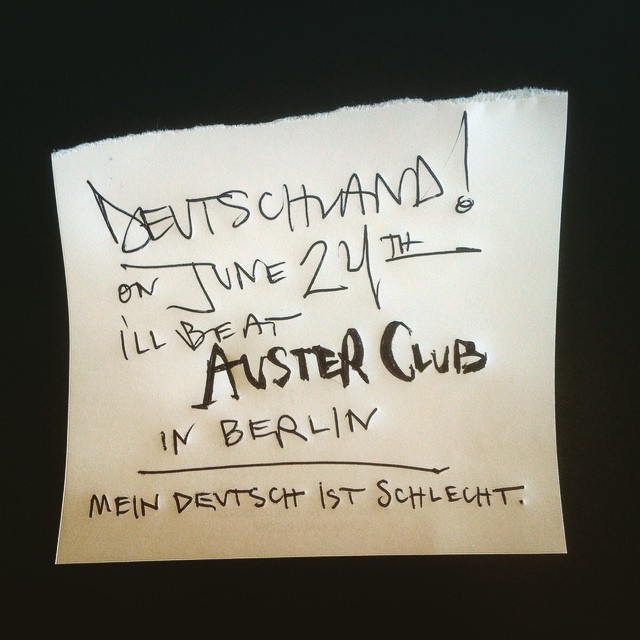 DEUTSCHLAND!
ON JUNE 24TH
I'LL BE AT
AUSTER CLUB
IN BERLIN
MEIN DEUTSCH IST SCHLECHT.